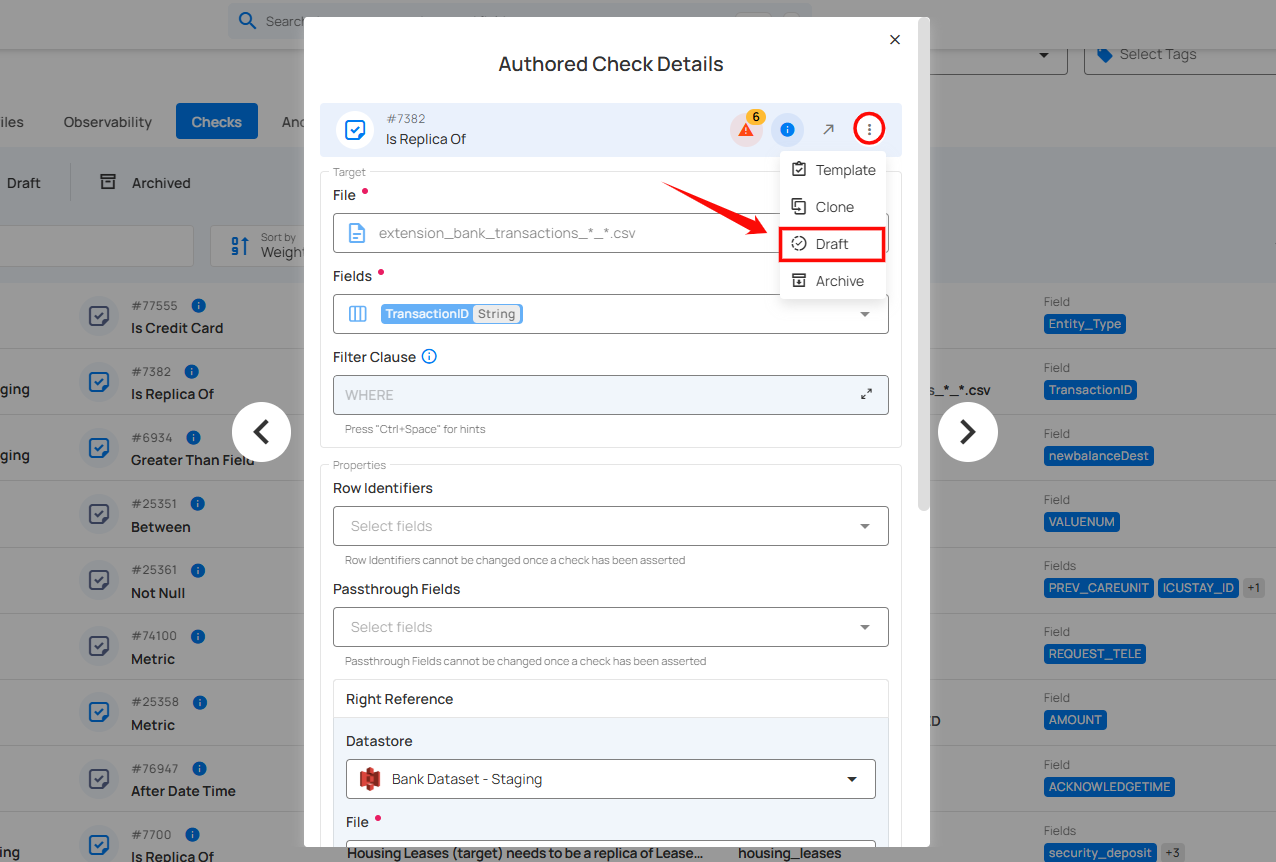 Search
Select Tags
Authored Check Details
iles
Observability
Checks
#7382
Is Replica Of
6
Draft
Archived
Template
Clone
Draft
Archive
Target
File
extension_bank_transactions_*_*.csv
Sort by
Weight
Fields
TransactionID String
Filter Clause
WHERE
Press "Ctrl+Space" for hints
Properties
Row Identifiers
Select fields
Row Identifiers cannot be changed once a check has been asserted
Passthrough Fields
Select fields
Passthrough Fields cannot be changed once a check has been asserted
Right Reference
Datastore
Bank Dataset - Staging
File
#77555
Is Credit Card
Field
Entity_Type
ging
#7382
Is Replica Of
s_*_*.csv
Field
TransactionID
ging
#6934
Greater Than Field
Field
newbalanceDest
#25351
Between
Field
VALUENUM
#25361
Not Null
Fields
PREV_CAREUNIT ICUSTAY_ID +1
#74100
Metric
Field
REQUEST_TELE
#25358
Metric
D
Field
AMOUNT
#76947
After Date Time
Field
ACKNOWLEDGETIME
ing
#7700
Is Replica Of
Housing Leases (target) needs to be a replica of Lease...
housing_leases
Fields
security_deposit +3